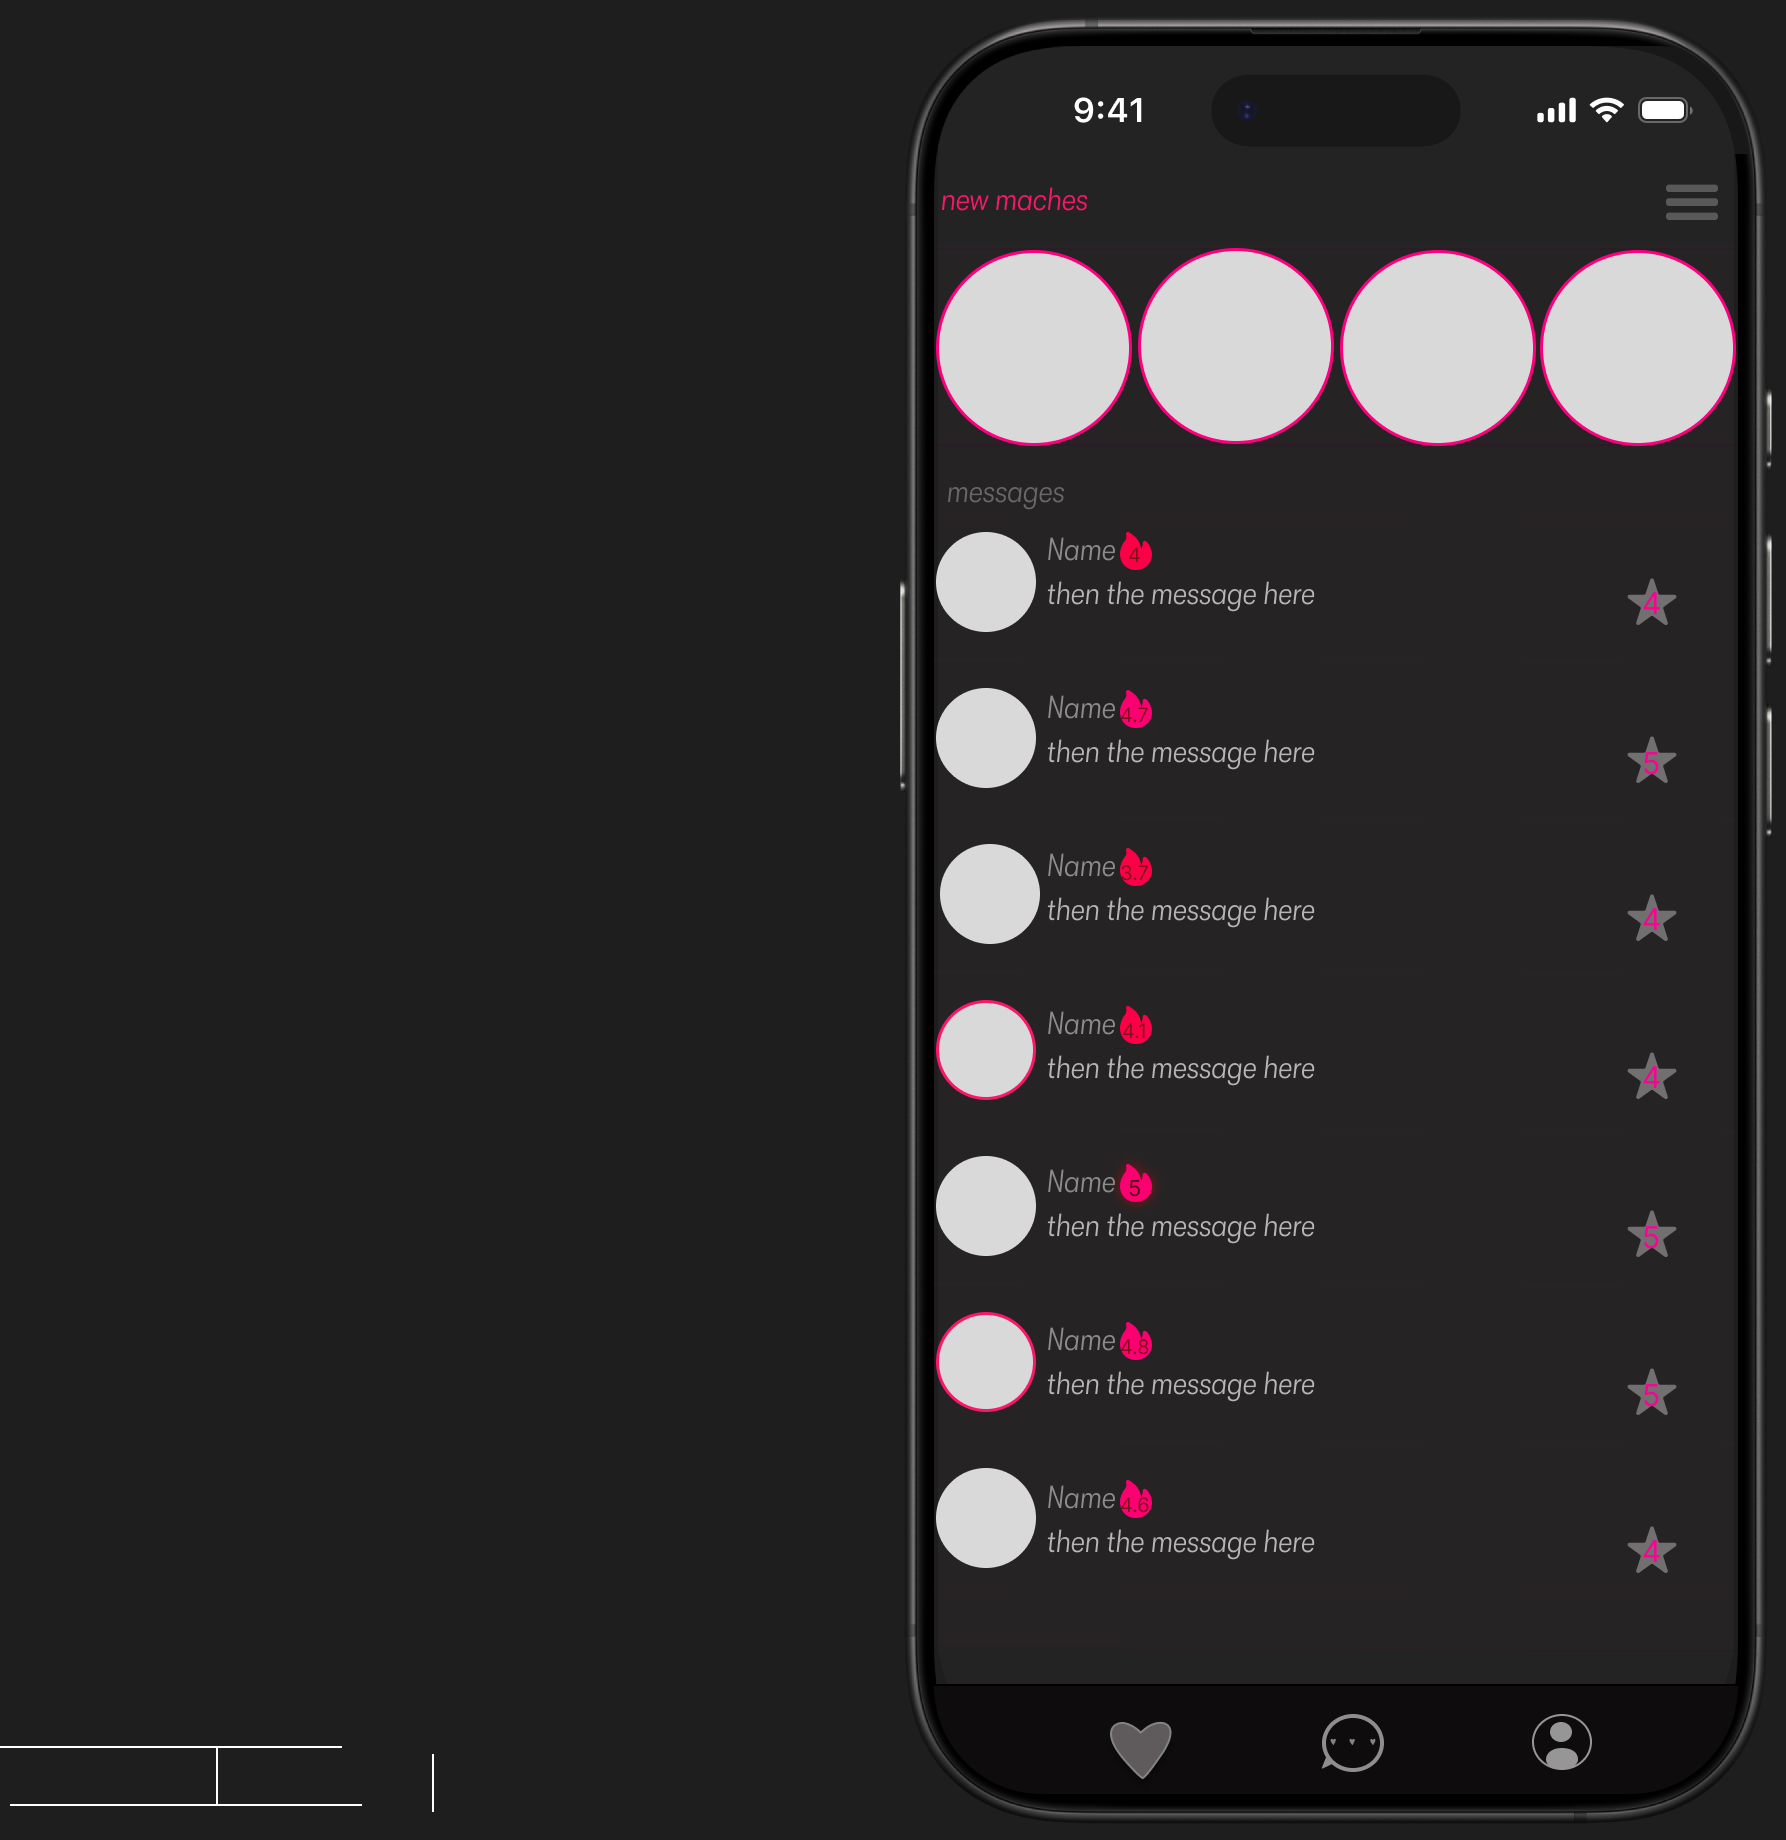 9:41
new maches
messages
Name 4
then the message here
4
Name 4.7
then the message here
5
Name 3.7
then the message here
4
Name 4.1
then the message here
4
Name 5
then the message here
5
Name 4.8
then the message here
5
Name 4.6
then the message here
4